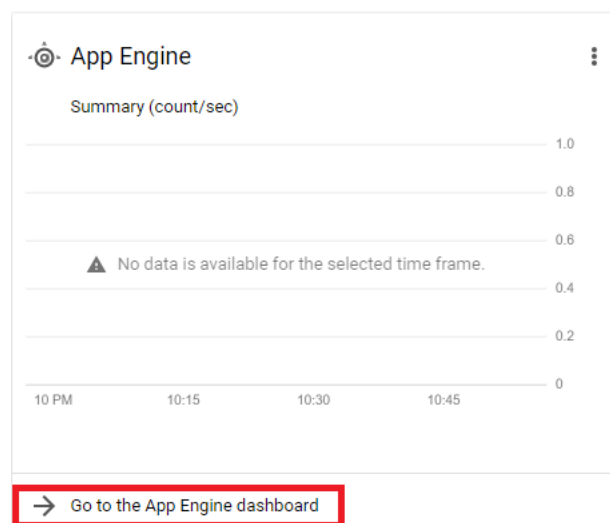 App Engine
Summary (count/sec)
1.0
0.8
0.6
No data is available for the selected time frame.
0.4
0.2
0
10 PM 10:15 10:30 10:45
Go to the App Engine dashboard